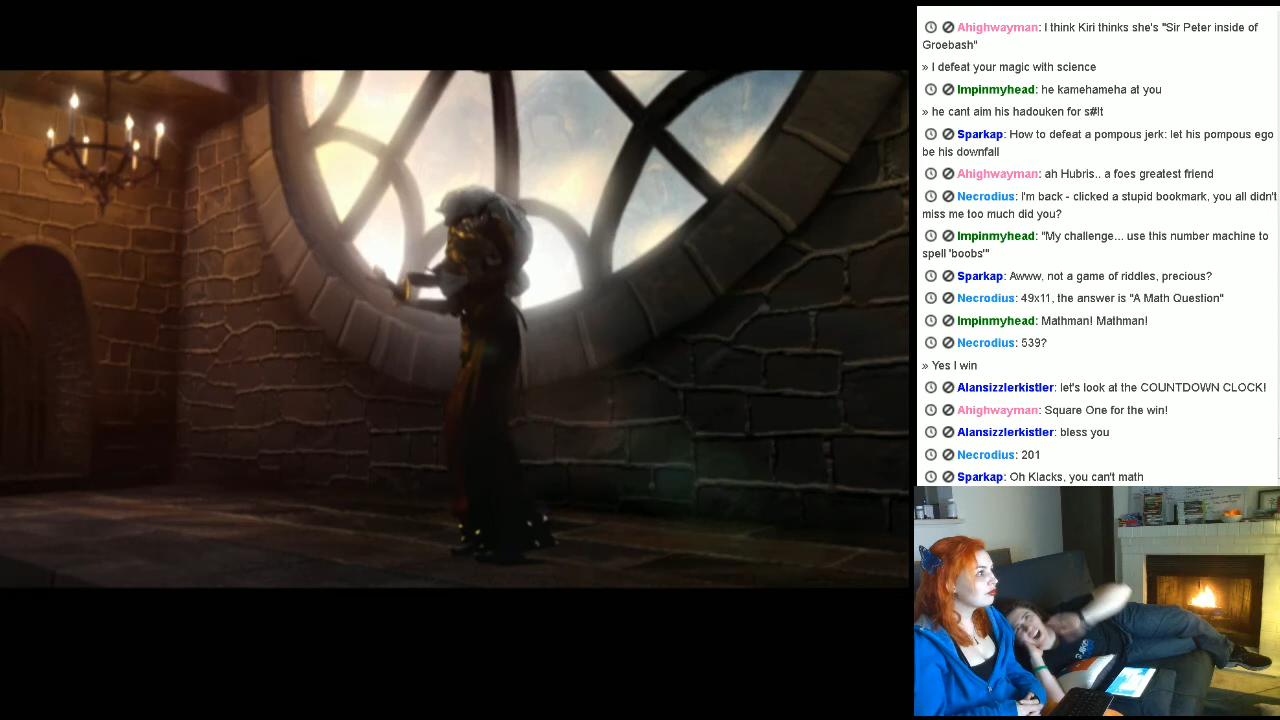 Ahighwayman: I think Kiri thinks she's "Sir Peter inside of
Groebash"
» I defeat your magic with science
Impinmyhead: he kamehameha at you
» he cant aim his hadouken for s#!t
Sparkap: How to defeat a pompous jerk: let his pompous ego
be his downfall
Ahighwayman: ah Hubris.. a foes greatest friend
Necrodius: I'm back - clicked a stupid bookmark, you all didn't
miss me too much did you?
Impinmyhead: "My challenge... use this number machine to
spell 'boobs'"
Sparkap: Awww, not a game of riddles, precious?
Necrodius: 49x11, the answer is "A Math Question"
Impinmyhead: Mathman! Mathman!
Necrodius: 539?
» Yes I win
Alansizzlerkistler: let's look at the COUNTDOWN CLOCK!
Ahighwayman: Square One for the win!
Alansizzlerkistler: bless you
Necrodius: 201
Sparkap: Oh Klacks, you can't math